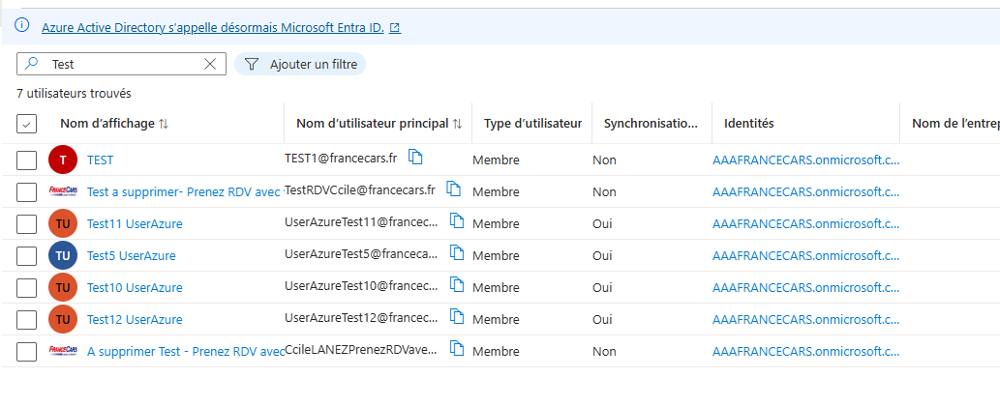 Azure Active Directory s'appelle désormais Microsoft Entra ID.
Test
Ajouter un filtre
7 utilisateurs trouvés
Nom d'affichage Nom d'utilisateur principal Type d'utilisateur Synchronisatio... Identités Nom de l'entrep
T TEST TEST1@francecars.fr Membre Non AAAFRANCECARS.onmicrosoft.c...
FRANCECARS Test a supprimer- Prenez RDV avec TestRDVCcile@francecars.fr Membre Non AAAFRANCECARS.onmicrosoft.c...
TU Test11 UserAzure UserAzureTest11@francec... Membre Oui AAAFRANCECARS.onmicrosoft.c...
TU Test5 UserAzure UserAzureTest5@franceca... Membre Oui AAAFRANCECARS.onmicrosoft.c...
TU Test10 UserAzure UserAzureTest10@francec... Membre Oui AAAFRANCECARS.onmicrosoft.c...
TU Test12 UserAzure UserAzureTest12@francec... Membre Oui AAAFRANCECARS.onmicrosoft.c...
FRANCECARS A supprimer Test - Prenez RDV avec CcileLANEZPrenezRDVave... Membre Non AAAFRANCECARS.onmicrosoft.c...